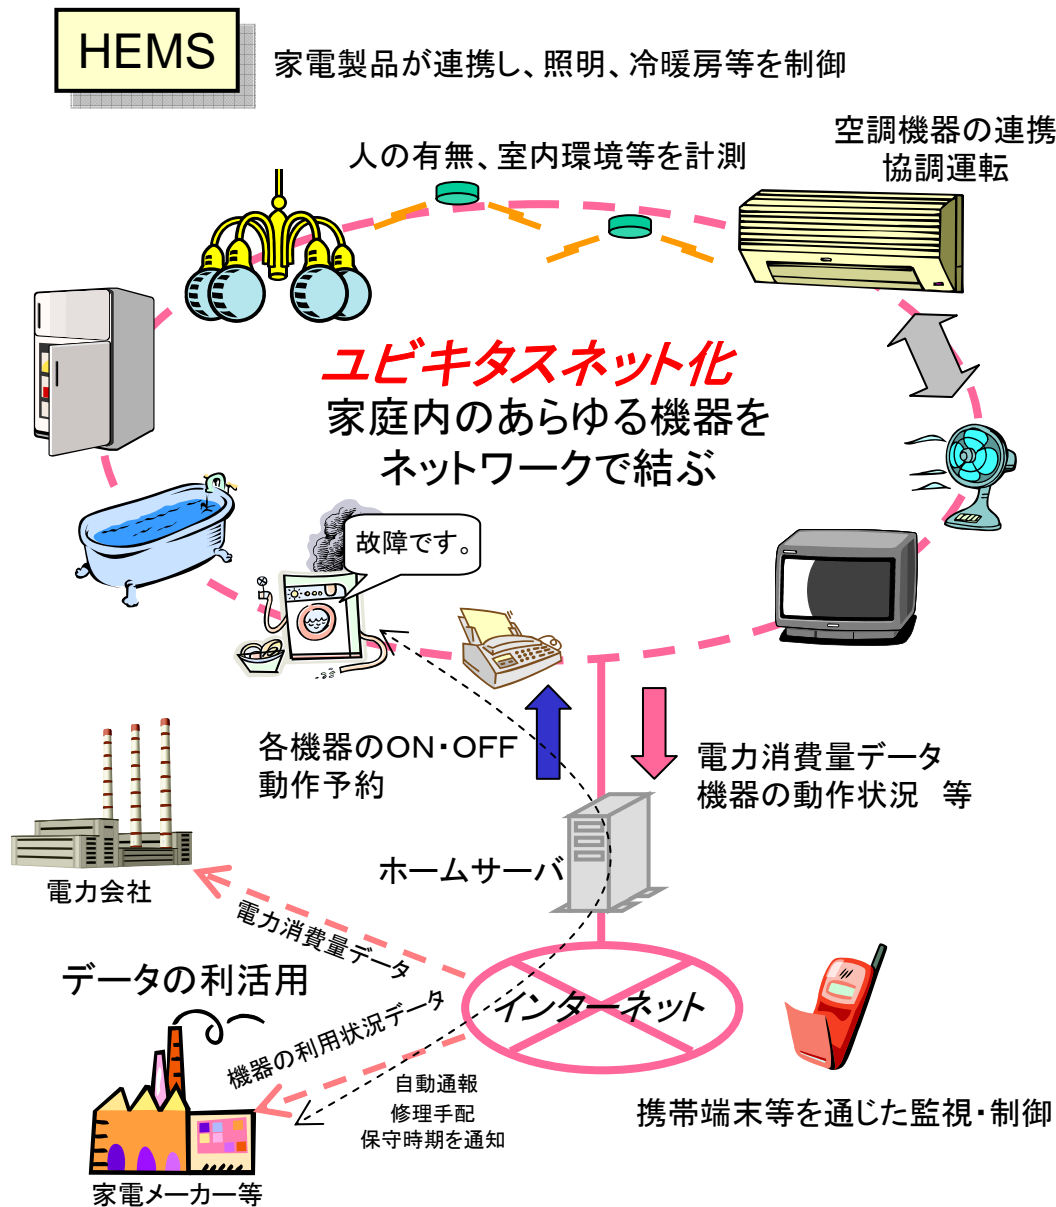 HEMS
家電製品が連携し、照明、冷暖房等を制御
人の有無、室内環境等を計測
空調機器の連携
協調運転
ユビキタスネット化
家庭内のあらゆる機器を
ネットワークで結ぶ
故障です。
各機器のON・OFF
動作予約
電力消費量データ
機器の動作状況　等
ホームサーバ
電力会社
電力消費量データ
データの利活用
インターネット
機器の利用状況データ
自動通報
修理手配
保守時期を通知
携帯端末等を通じた監視・制御
家電メーカー等